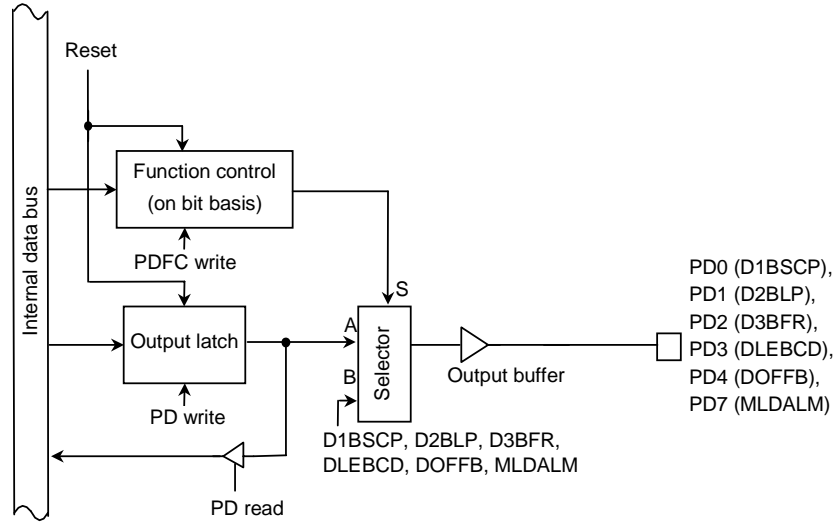 Reset
Internal data bus
Function control
(on bit basis)
PDFC write
S
A
B
Output latch
Selector
Output buffer
PD write
D1BSCP, D2BLP, D3BFR,
DLEBCD, DOFFB, MLDALM
PD read
PD0 (D1BSCP),
PD1 (D2BLP),
PD2 (D3BFR),
PD3 (DLEBCD),
PD4 (DOFFB),
PD7 (MLDALM)